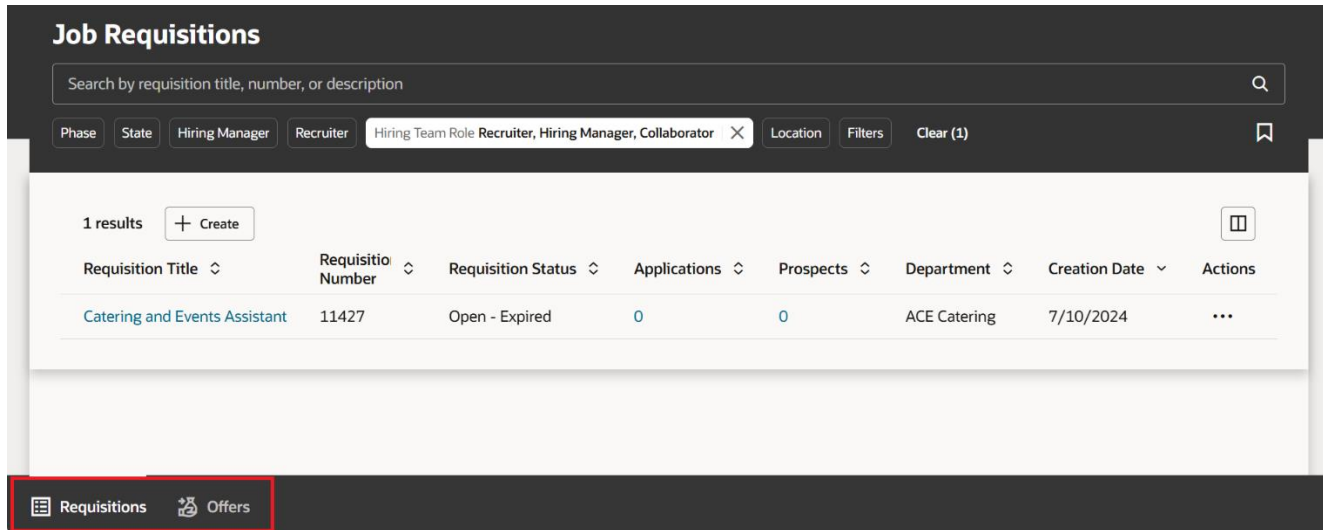 Job Requisitions
Search by requisition title, number, or description
Phase State Hiring Manager Recruiter Hiring Team Role Recruiter, Hiring Manager, Collaborator Location Filters Clear (1)
1 results + Create
Requisition Title Requisition Number Requisition Status Applications Prospects Department Creation Date Actions
Catering and Events Assistant 11427 Open - Expired 0 0 ACE Catering 7/10/2024 ...
Requisitions Offers